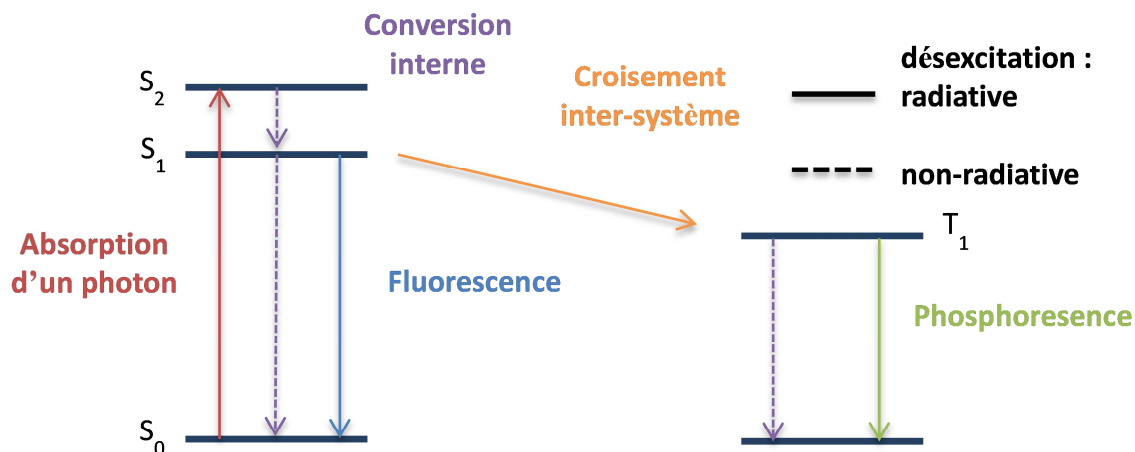 Conversion
interne
S2
S1
Croisement
inter-système
désexcitation :
radiative
non-radiative
T1
Absorption
d’un photon
Fluorescence
Phosphoresence
S0